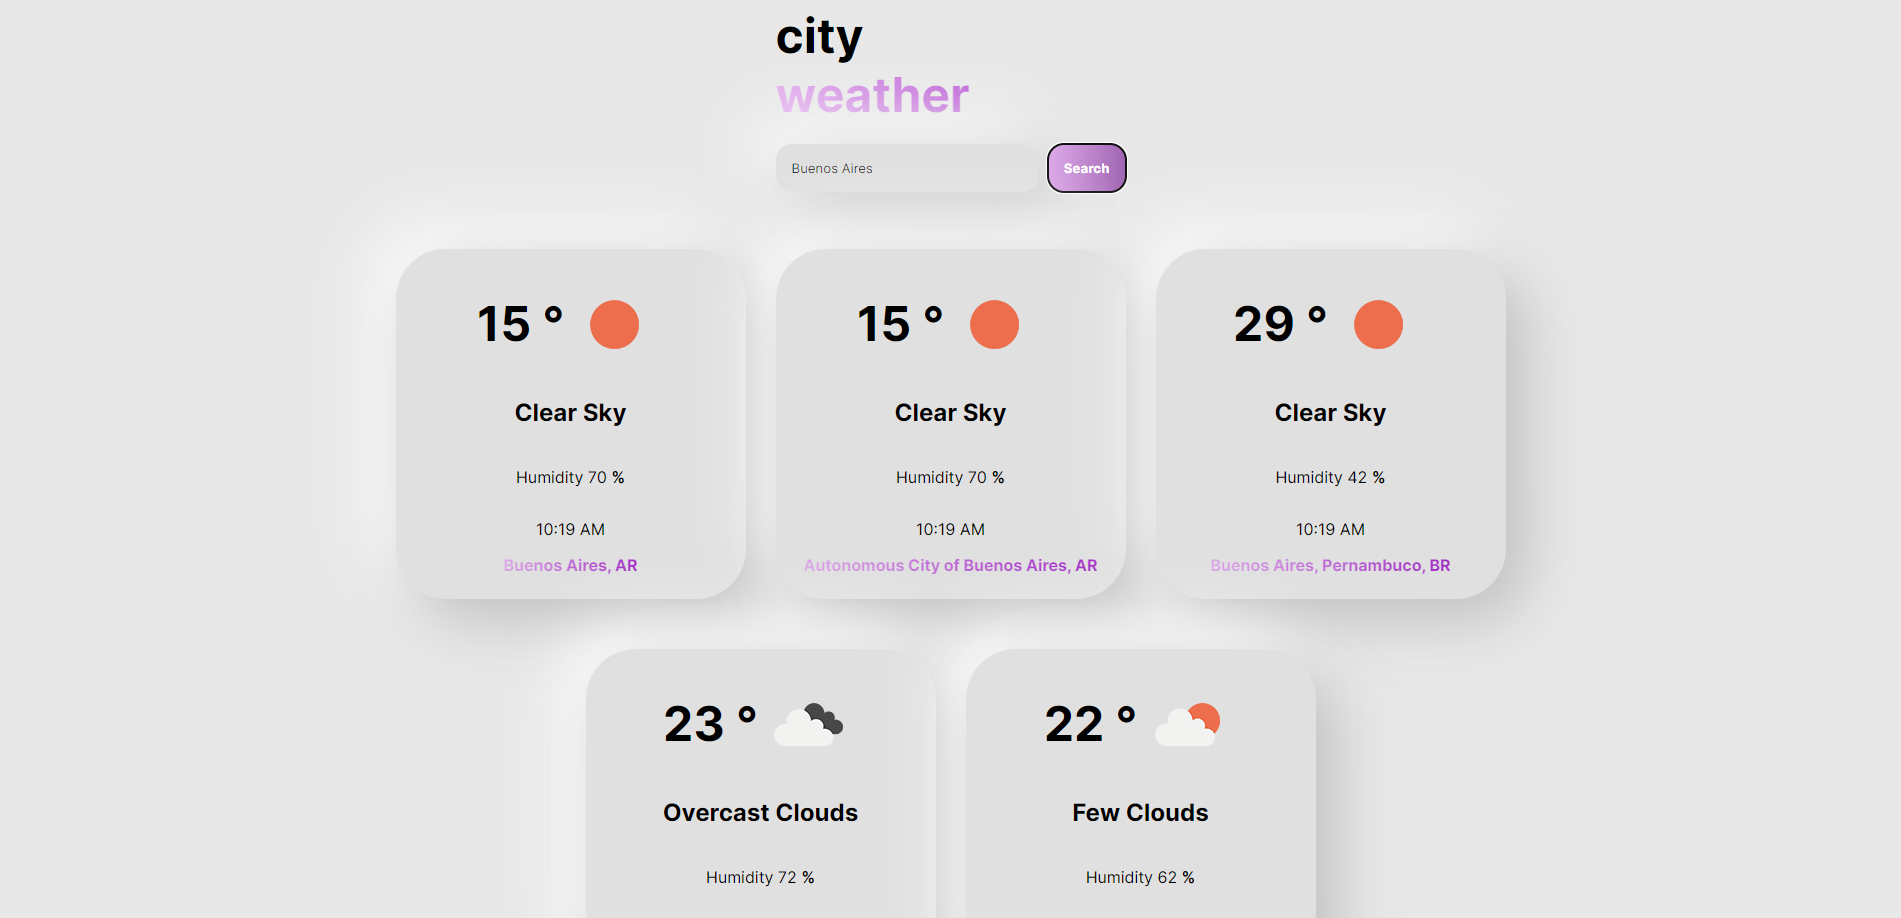 city
weather
Buenos Aires
Search
15 °
Clear Sky
Humidity 70 %
10:19 AM
Buenos Aires, AR
15 °
Clear Sky
Humidity 70 %
10:19 AM
Autonomous City of Buenos Aires, AR
29 °
Clear Sky
Humidity 42 %
10:19 AM
Buenos Aires, Pernambuco, BR
23 °
Overcast Clouds
Humidity 72 %
22 °
Few Clouds
Humidity 62 %